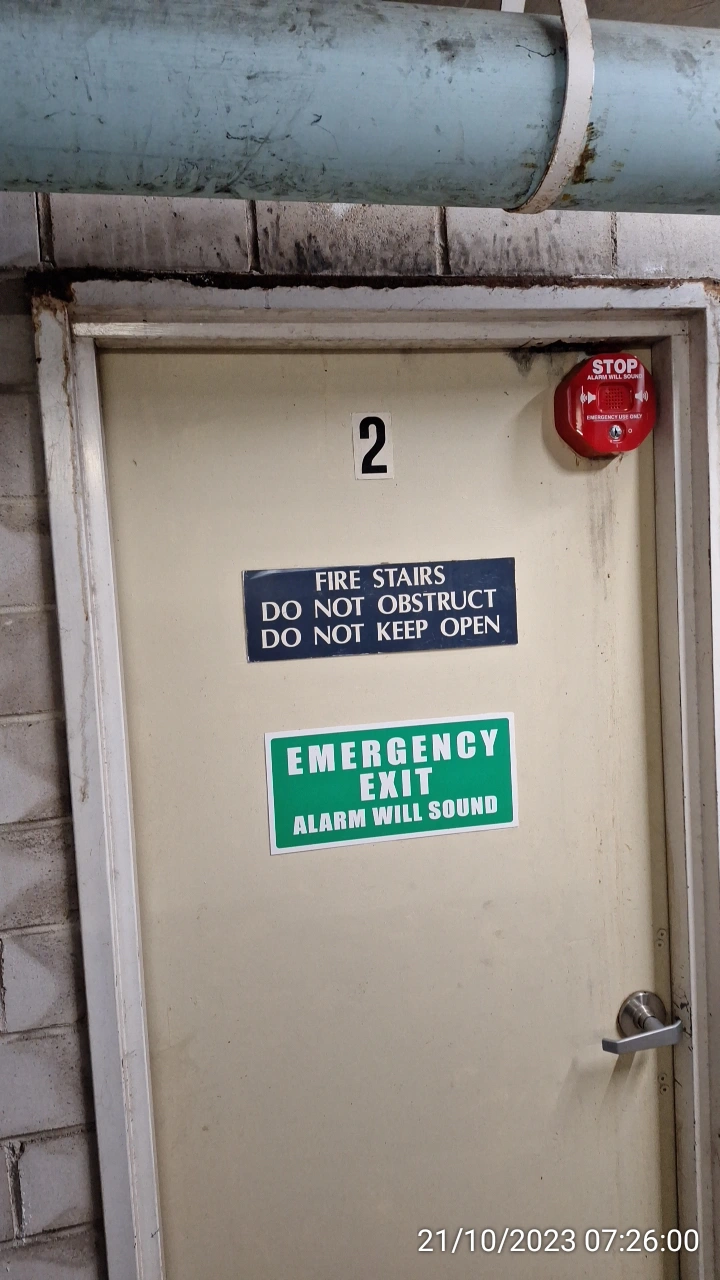 STOP
ALARM WILL SOUND
EMERGENCY USE ONLY
2
FIRE STAIRS
DO NOT OBSTRUCT
DO NOT KEEP OPEN
EMERGENCY
EXIT
ALARM WILL SOUND
21/10/2023 07:26:00